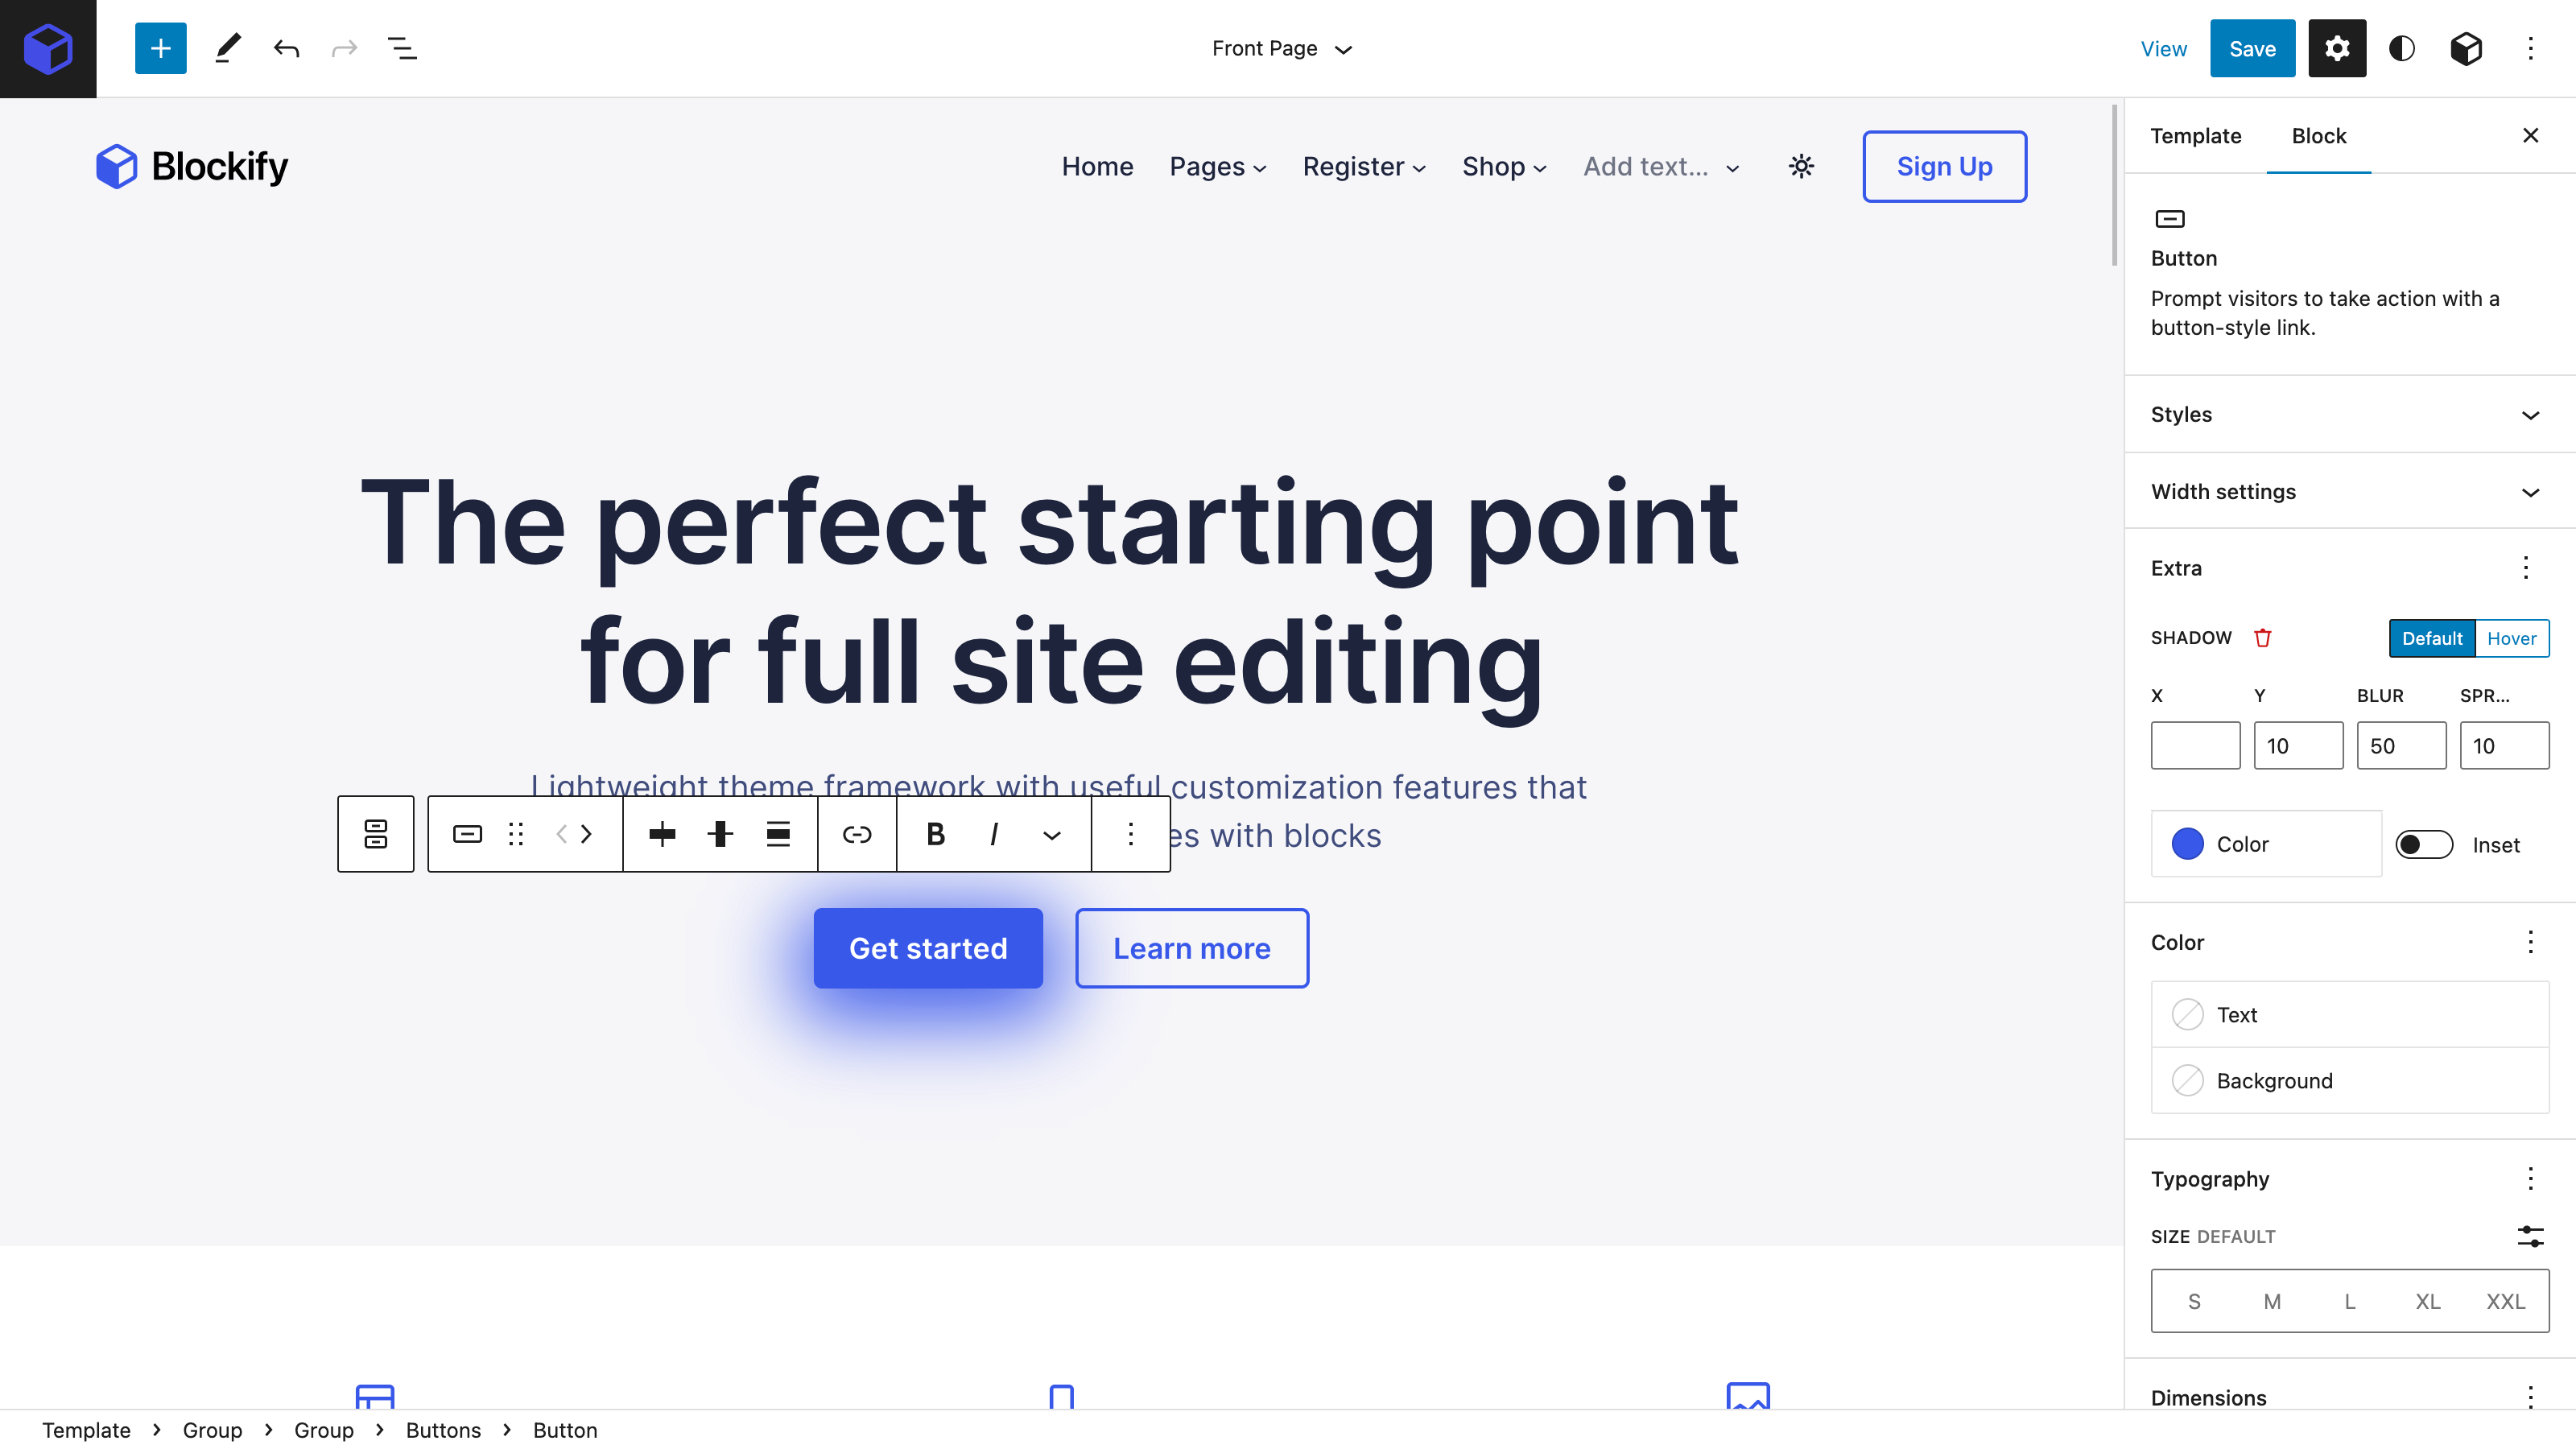 Front Page
View
Save
Blockify
Home Pages Register Shop Add text... Sign Up
The perfect starting point
for full site editing
Lightweight theme framework with useful customization features that
es with blocks
B I
Get started
Learn more
Template Block
Button
Prompt visitors to take action with a
button-style link.
Styles
Width settings
Extra
SHADOW Default Hover
X Y BLUR SPR...
10 50 10
Color Inset
Color
Text
Background
Typography
SIZE DEFAULT
S M L XL XXL
Dimensions
Template > Group > Group > Buttons > Button